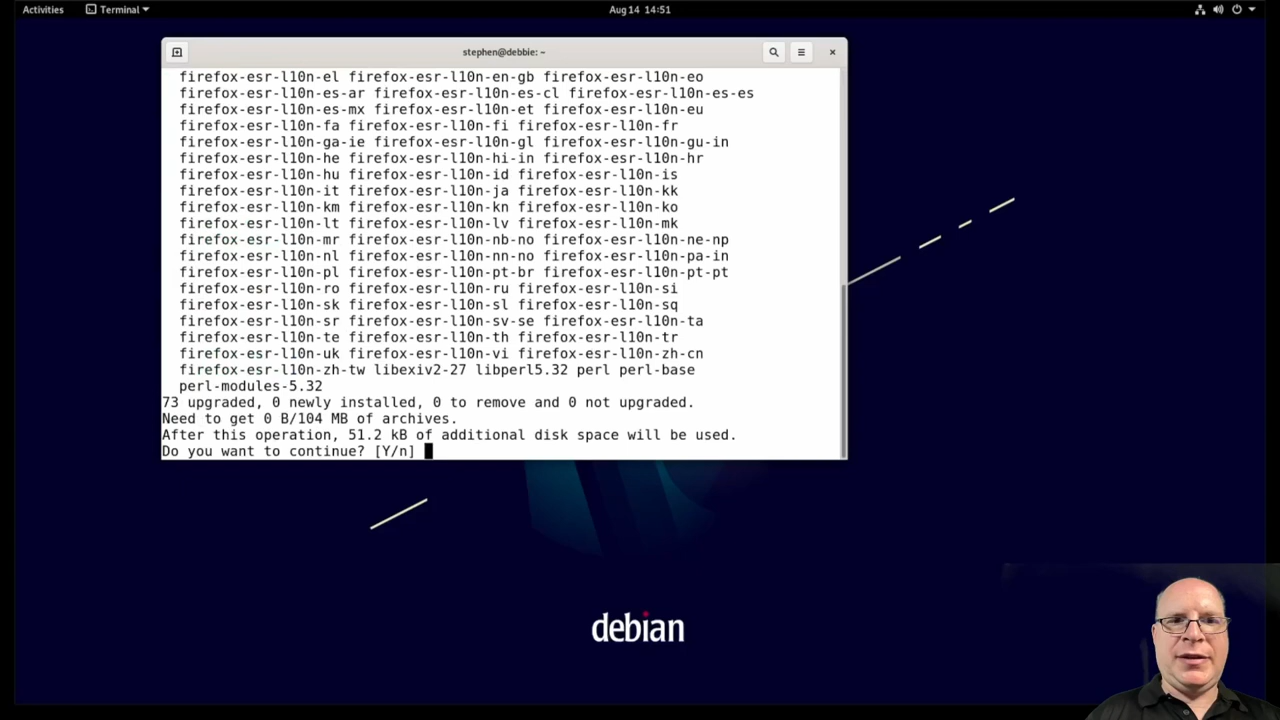 Activities
Terminal
Aug 14 14:51
stephen@debbie: ~
firefox-esr-l10n-el firefox-esr-l10n-en-gb firefox-esr-l10n-eo
firefox-esr-l10n-es-ar firefox-esr-l10n-es-cl firefox-esr-l10n-es-es
firefox-esr-l10n-es-mx firefox-esr-l10n-et firefox-esr-l10n-eu
firefox-esr-l10n-fa firefox-esr-l10n-fi firefox-esr-l10n-fr
firefox-esr-l10n-ga-ie firefox-esr-l10n-gl firefox-esr-l10n-gu-in
firefox-esr-l10n-he firefox-esr-l10n-hi-in firefox-esr-l10n-hr
firefox-esr-l10n-hu firefox-esr-l10n-id firefox-esr-l10n-is
firefox-esr-l10n-it firefox-esr-l10n-ja firefox-esr-l10n-kk
firefox-esr-l10n-km firefox-esr-l10n-kn firefox-esr-l10n-ko
firefox-esr-l10n-lt firefox-esr-l10n-lv firefox-esr-l10n-mk
firefox-esr-l10n-mr firefox-esr-l10n-nb-no firefox-esr-l10n-ne-np
firefox-esr-l10n-nl firefox-esr-l10n-nn-no firefox-esr-l10n-pa-in
firefox-esr-l10n-pl firefox-esr-l10n-pt-br firefox-esr-l10n-pt-pt
firefox-esr-l10n-ro firefox-esr-l10n-ru firefox-esr-l10n-si
firefox-esr-l10n-sk firefox-esr-l10n-sl firefox-esr-l10n-sq
firefox-esr-l10n-sr firefox-esr-l10n-sv-se firefox-esr-l10n-ta
firefox-esr-l10n-te firefox-esr-l10n-th firefox-esr-l10n-tr
firefox-esr-l10n-uk firefox-esr-l10n-vi firefox-esr-l10n-zh-cn
firefox-esr-l10n-zh-tw libexiv2-27 libperl5.32 perl perl-base
perl-modules-5.32
73 upgraded, 0 newly installed, 0 to remove and 0 not upgraded.
Need to get 0 B/104 MB of archives.
After this operation, 51.2 kB of additional disk space will be used.
Do you want to continue? [Y/n]
debian